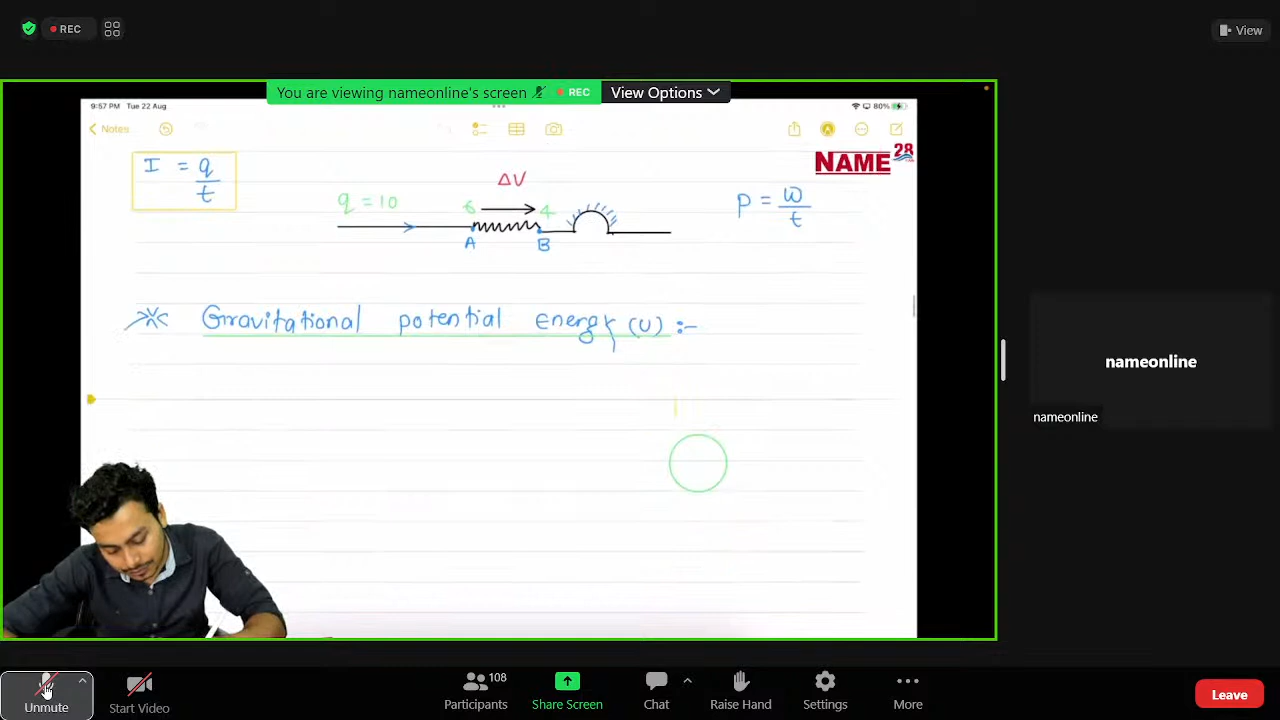 REC
View
You are viewing nameonline's screen REC View Options
9:57 PM Tue 22 Aug
80%
Notes
NAME 28
I = q/t
ΔV
q = 10
6
4
A
B
P = W/t
Gravitational potential energy (U) :-
nameonline
nameonline
Unmute
Start Video
108
Participants
Share Screen
Chat
Raise Hand
Settings
More
Leave